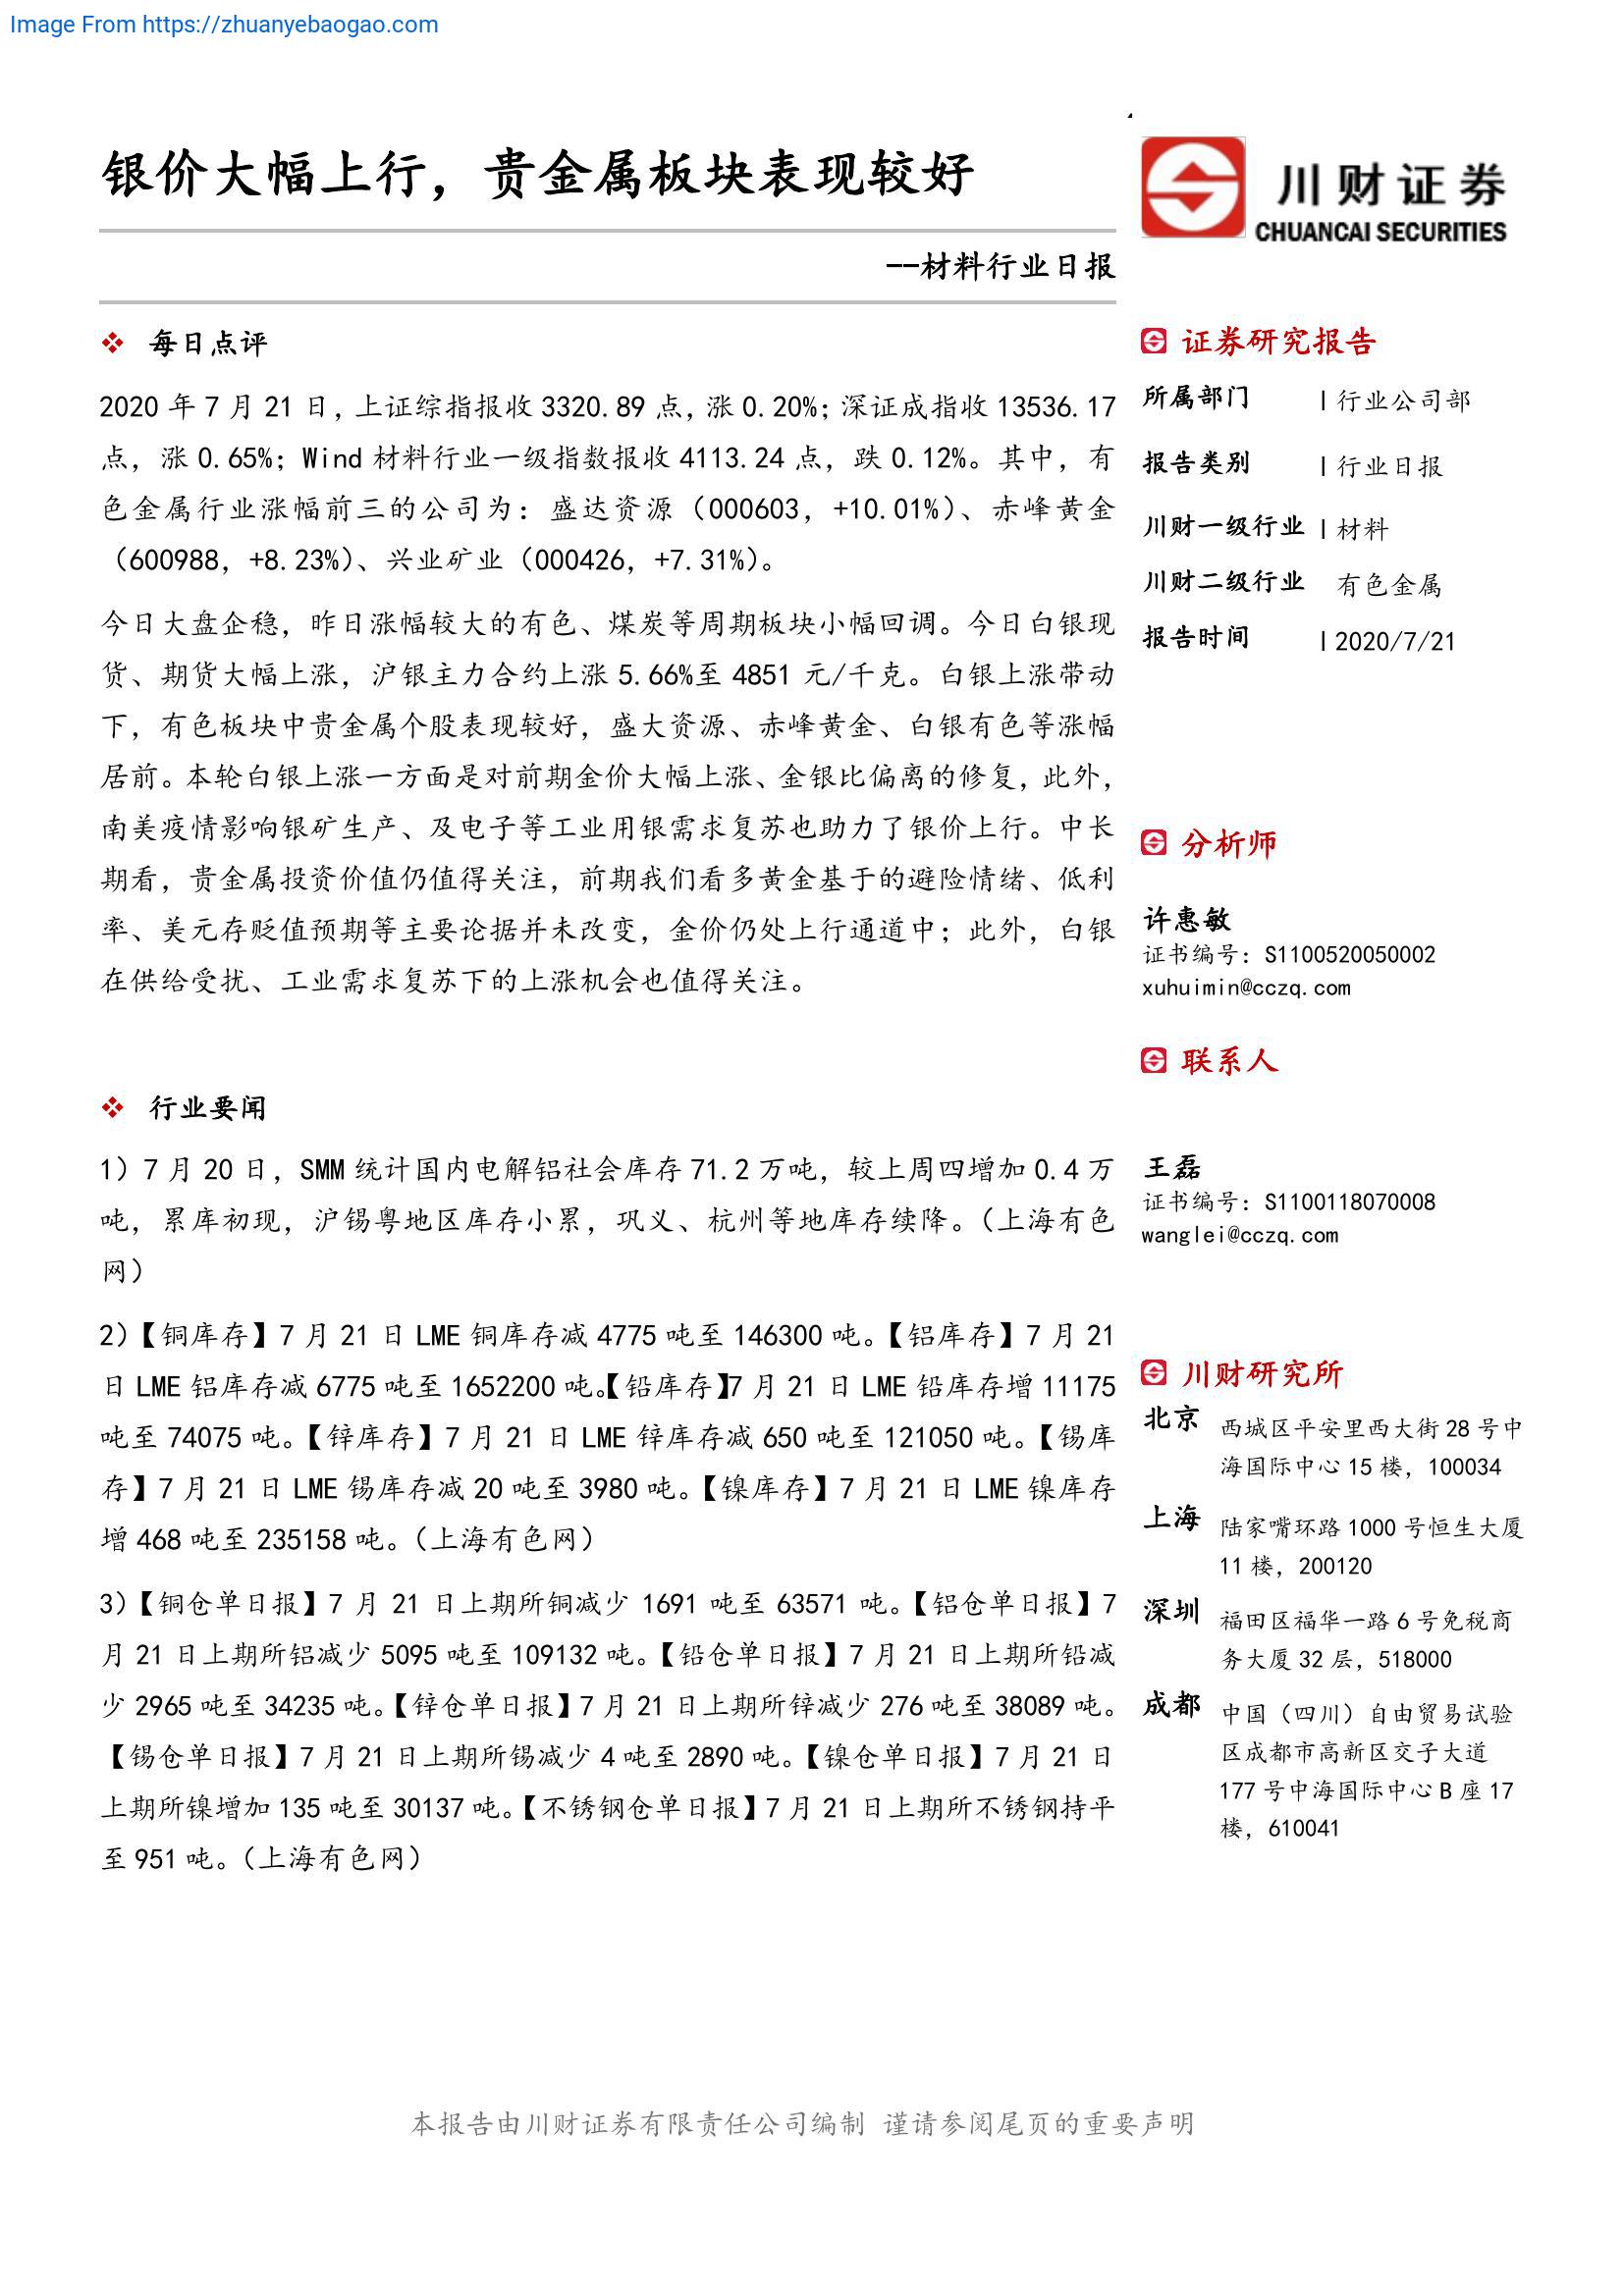 Image From https://zhuanyebaogao.com
银价大幅上行，贵金属板块表现较好
川财证券
CHUANCAI SECURITIES
--材料行业日报
❖ 每日点评
2020 年 7 月 21 日，上证综指报收 3320.89 点，涨 0.20%；深证成指收 13536.17
点，涨 0.65%；Wind 材料行业一级指数报收 4113.24 点，跌 0.12%。其中，有
色金属行业涨幅前三的公司为：盛达资源（000603，+10.01%）、赤峰黄金
（600988，+8.23%）、兴业矿业（000426，+7.31%）。
今日大盘企稳，昨日涨幅较大的有色、煤炭等周期板块小幅回调。今日白银现
货、期货大幅上涨，沪银主力合约上涨 5.66%至 4851 元/千克。白银上涨带动
下，有色板块中贵金属个股表现较好，盛大资源、赤峰黄金、白银有色等涨幅
居前。本轮白银上涨一方面是对前期金价大幅上涨、金银比偏离的修复，此外，
南美疫情影响银矿生产、及电子等工业用银需求复苏也助力了银价上行。中长
期看，贵金属投资价值仍值得关注，前期我们看多黄金基于的避险情绪、低利
率、美元存贬值预期等主要论据并未改变，金价仍处上行通道中；此外，白银
在供给受扰、工业需求复苏下的上涨机会也值得关注。
❖ 行业要闻
1）7 月 20 日，SMM 统计国内电解铝社会库存 71.2 万吨，较上周四增加 0.4 万
吨，累库初现，沪锡粤地区库存小累，巩义、杭州等地库存续降。（上海有色
网）
2）【铜库存】7 月 21 日 LME 铜库存减 4775 吨至 146300 吨。【铝库存】7 月 21
日 LME 铝库存减 6775 吨至 1652200 吨。【铅库存】7 月 21 日 LME 铅库存增 11175
吨至 74075 吨。【锌库存】7 月 21 日 LME 锌库存减 650 吨至 121050 吨。【锡库
存】7 月 21 日 LME 锡库存减 20 吨至 3980 吨。【镍库存】7 月 21 日 LME 镍库存
增 468 吨至 235158 吨。（上海有色网）
3）【铜仓单日报】7 月 21 日上期所铜减少 1691 吨至 63571 吨。【铝仓单日报】7
月 21 日上期所铝减少 5095 吨至 109132 吨。【铅仓单日报】7 月 21 日上期所铅减
少 2965 吨至 34235 吨。【锌仓单日报】7 月 21 日上期所锌减少 276 吨至 38089 吨。
【锡仓单日报】7 月 21 日上期所锡减少 4 吨至 2890 吨。【镍仓单日报】7 月 21 日
上期所镍增加 135 吨至 30137 吨。【不锈钢仓单日报】7 月 21 日上期所不锈钢持平
至 951 吨。（上海有色网）
证券研究报告
所属部门 | 行业公司部
报告类别 | 行业日报
川财一级行业 | 材料
川财二级行业 有色金属
报告时间 | 2020/7/21
分析师
许惠敏
证书编号：S1100520050002
xuhuimin@cczq.com
联系人
王磊
证书编号：S1100118070008
wanglei@cczq.com
川财研究所
北京 西城区平安里西大街 28 号中
海国际中心 15 楼，100034
上海 陆家嘴环路 1000 号恒生大厦
11 楼，200120
深圳 福田区福华一路 6 号免税商
务大厦 32 层，518000
成都 中国（四川）自由贸易试验
区成都市高新区交子大道
177 号中海国际中心 B 座 17
楼，610041
本报告由川财证券有限责任公司编制 谨请参阅尾页的重要声明